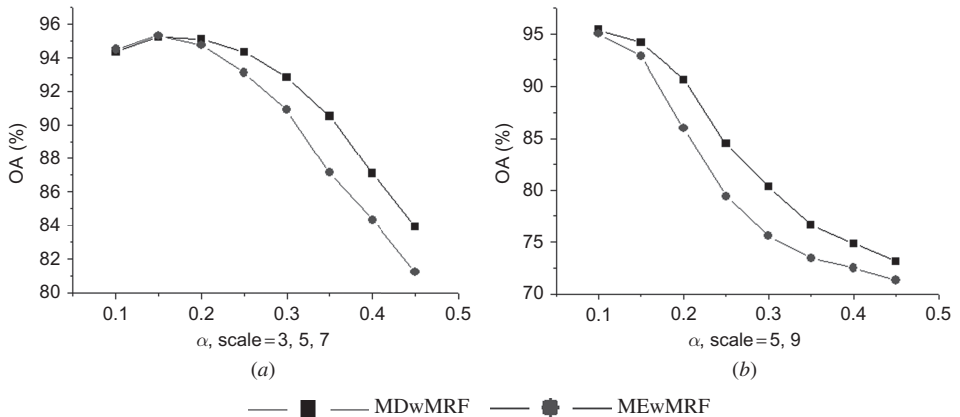 96
94
92
90
88
86
84
81
80
OA (%)
0.1 0.2 0.3 0.4 0.5
α, scale=3, 5, 7
(a)
95
90
85
80
75
70
OA (%)
0.1 0.2 0.3 0.4 0.5
α, scale=5, 9
(b)
MDwMRF MEwMRF